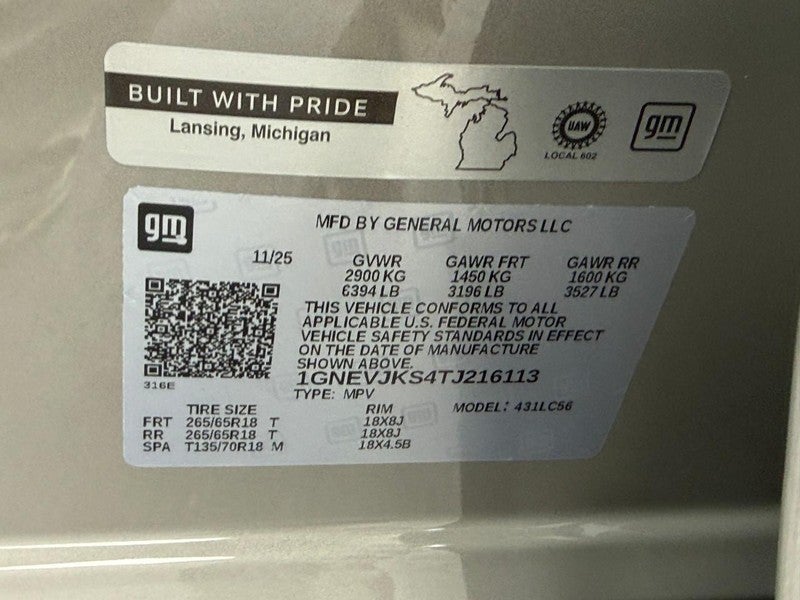 BUILT WITH PRIDE
Lansing, Michigan
UAW
LOCAL 602
gm
gm
MFD BY GENERAL MOTORS LLC
11/25 GVWR GAWR FRT GAWR RR
2900 KG 1450 KG 1600 KG
6394 LB 3196 LB 3527 LB
THIS VEHICLE CONFORMS TO ALL
APPLICABLE U.S. FEDERAL MOTOR
VEHICLE SAFETY STANDARDS IN EFFECT
ON THE DATE OF MANUFACTURE
SHOWN ABOVE.
1GNEVJKS4TJ216113
316E
TYPE: MPV
TIRE SIZE RIM MODEL: 431LC56
FRT 265/65R18 T 18X8J
RR 265/65R18 T 18X8J
SPA T135/70R18 M 18X4.5B